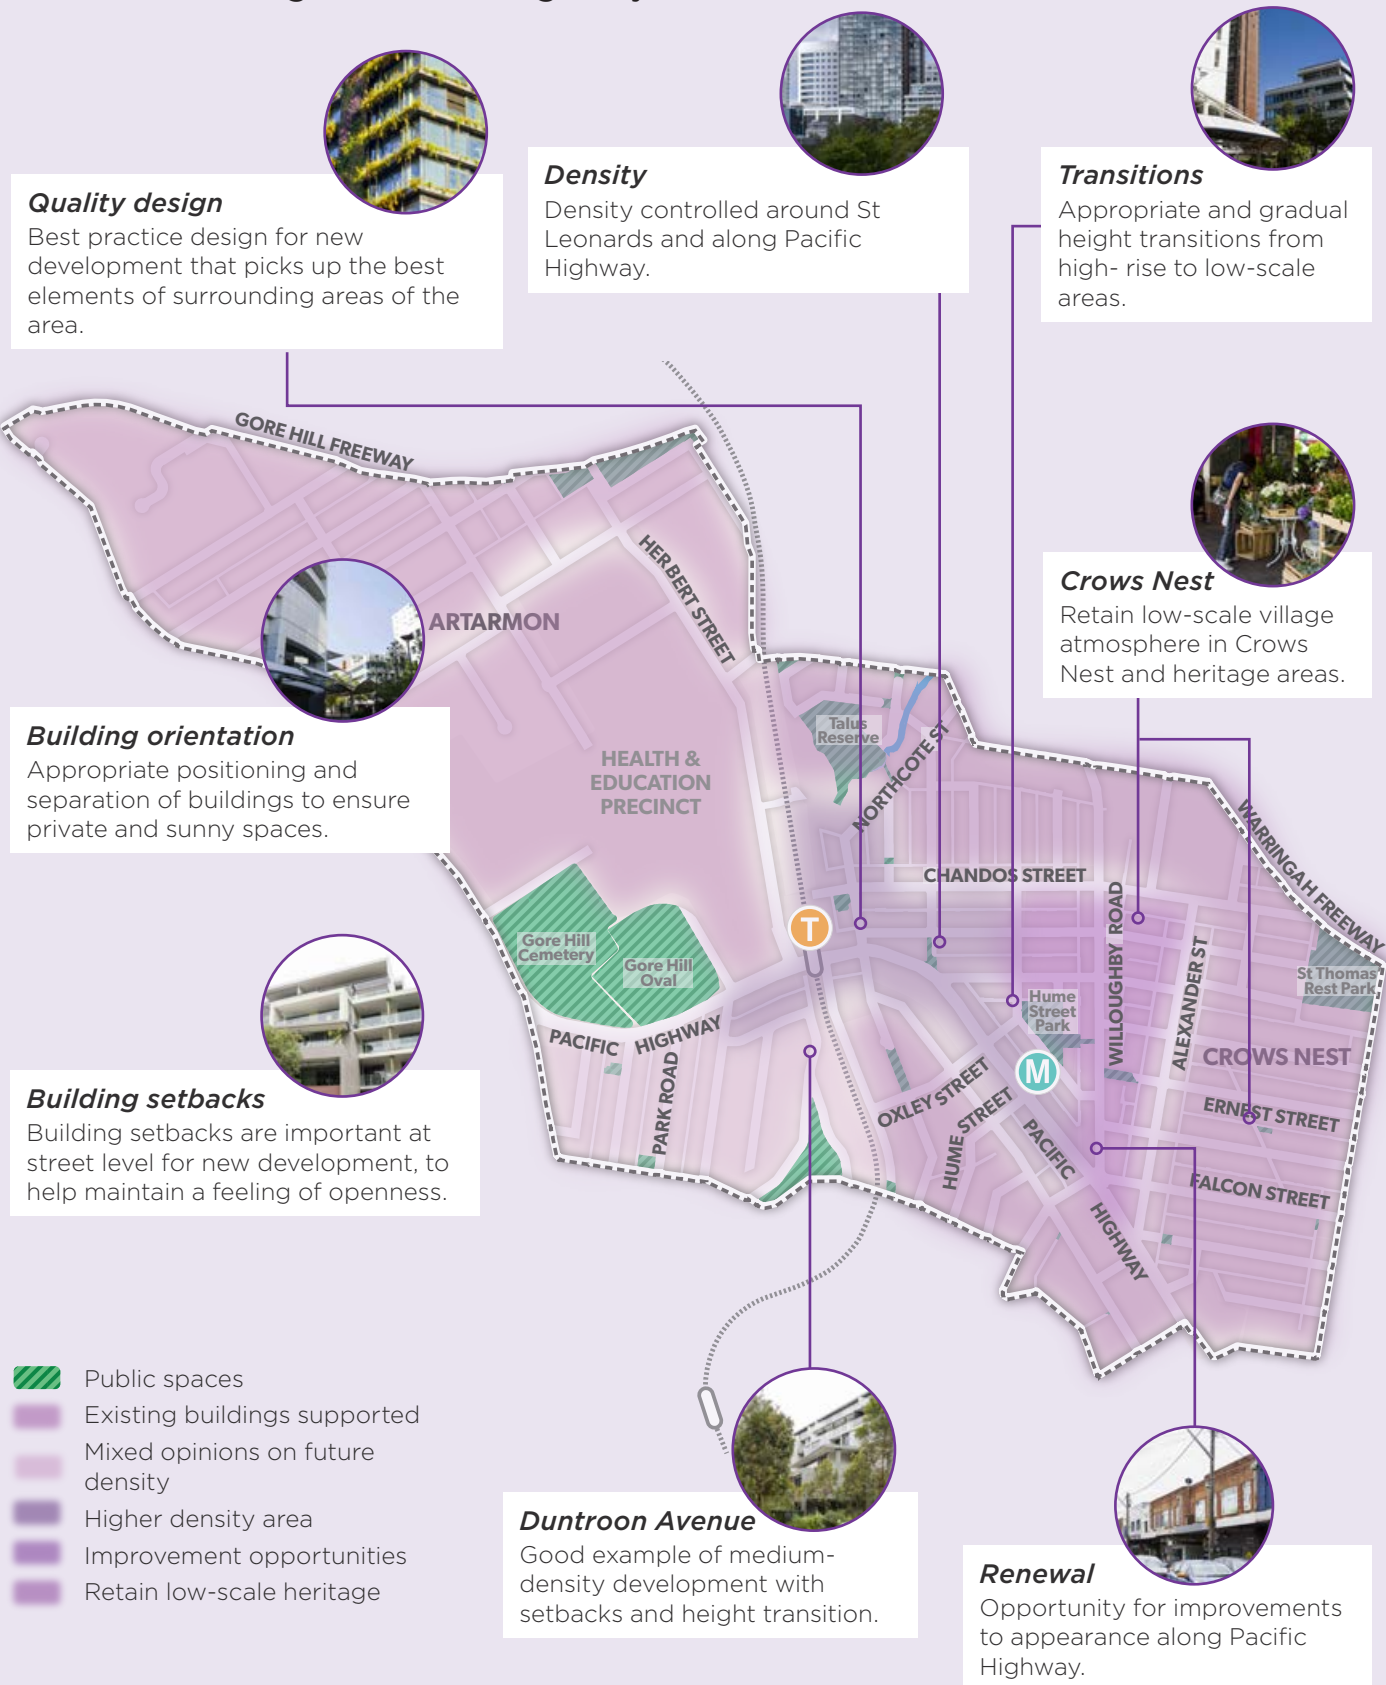 Quality design
Best practice design for new
development that picks up the best
elements of surrounding areas of the
area.
Density
Density controlled around St
Leonards and along Pacific
Highway.
Transitions
Appropriate and gradual
height transitions from
high- rise to low-scale
areas.
Crows Nest
Retain low-scale village
atmosphere in Crows
Nest and heritage areas.
Building orientation
Appropriate positioning and
separation of buildings to ensure
private and sunny spaces.
Building setbacks
Building setbacks are important at
street level for new development, to
help maintain a feeling of openness.
GORE HILL FREEWAY
HERBERT STREET
ARTARMON
HEALTH &
EDUCATION
PRECINCT
Talus
Reserve
NORTHCOTE ST
CHANDOS STREET
WILLOUGHBY ROAD
ALEXANDER ST
WARRINGAH FREEWAY
St Thomas
Rest Park
Gore Hill
Cemetery
Gore Hill
Oval
T
Hume
Street
Park
M
CROWS NEST
PACIFIC HIGHWAY
PARK ROAD
OXLEY STREET
HUME STREET
PACIFIC HIGHWAY
ERNEST STREET
FALCON STREET
Public spaces
Existing buildings supported
Mixed opinions on future
density
Higher density area
Improvement opportunities
Retain low-scale heritage
Duntroon Avenue
Good example of medium-
density development with
setbacks and height transition.
Renewal
Opportunity for improvements
to appearance along Pacific
Highway.